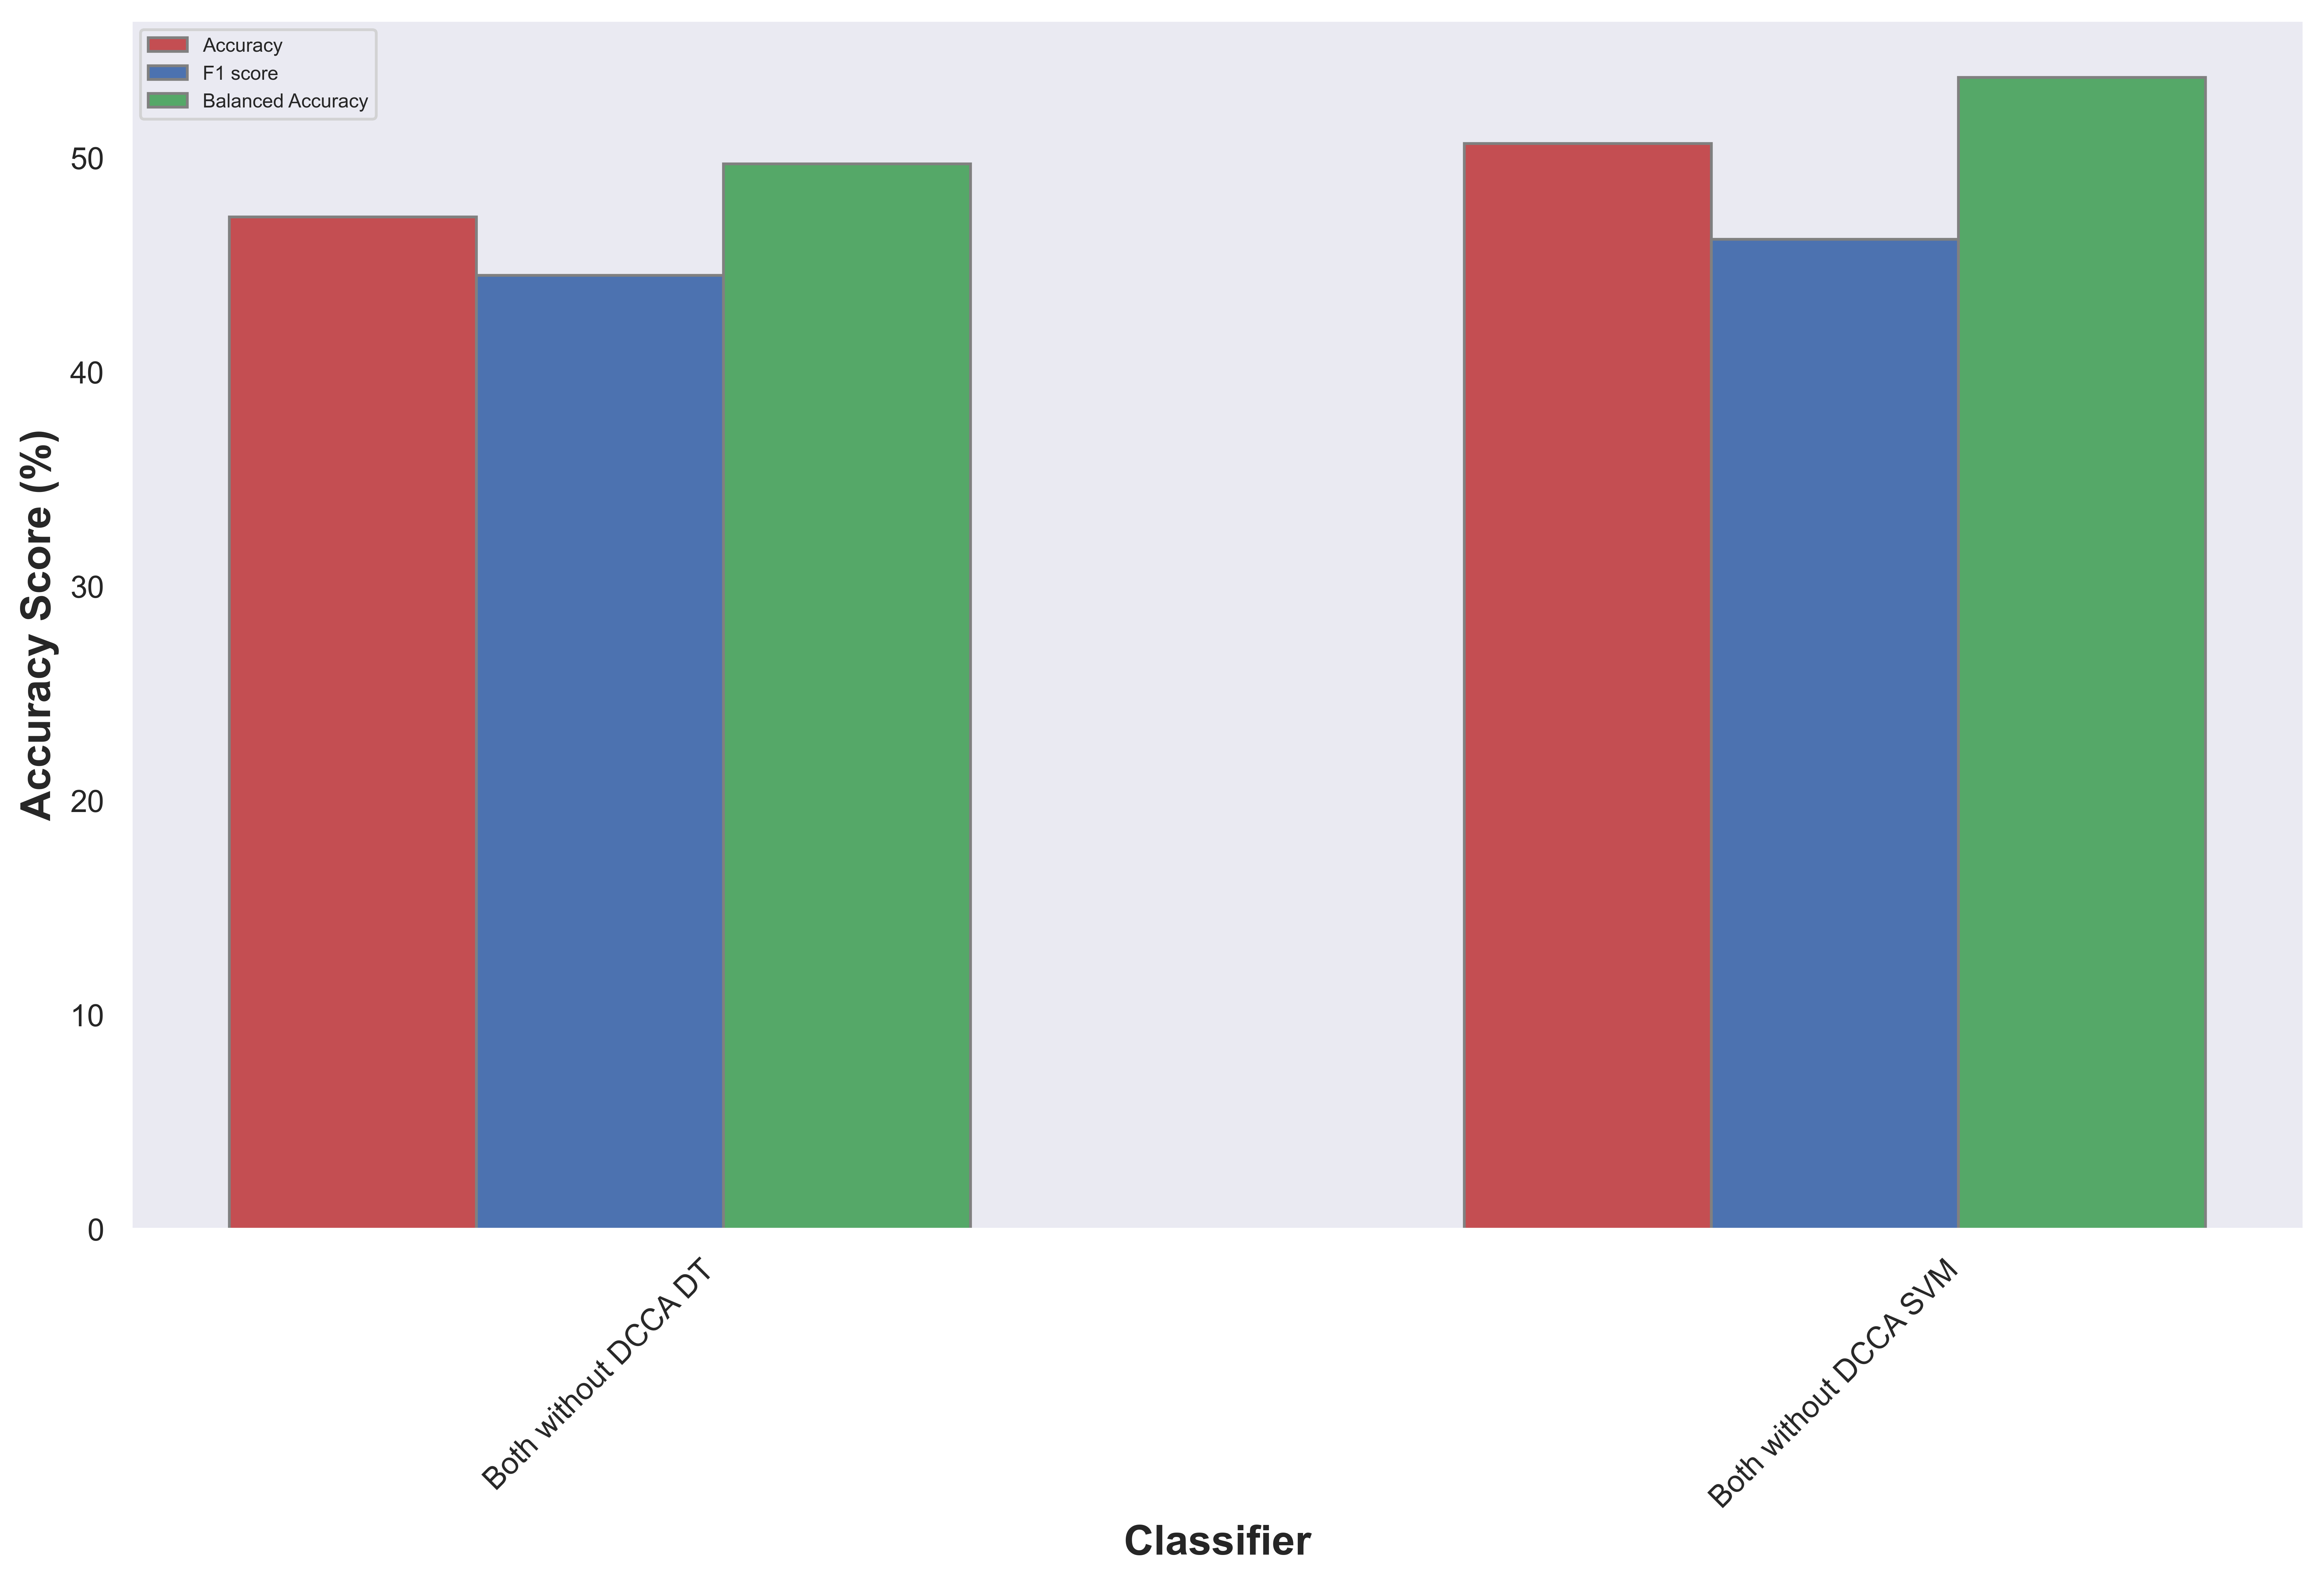 Accuracy
F1 score
Balanced Accuracy
50
40
30
20
10
0
Accuracy Score (%)
Both without DCCA DT
Both without DCCA SVM
Classifier